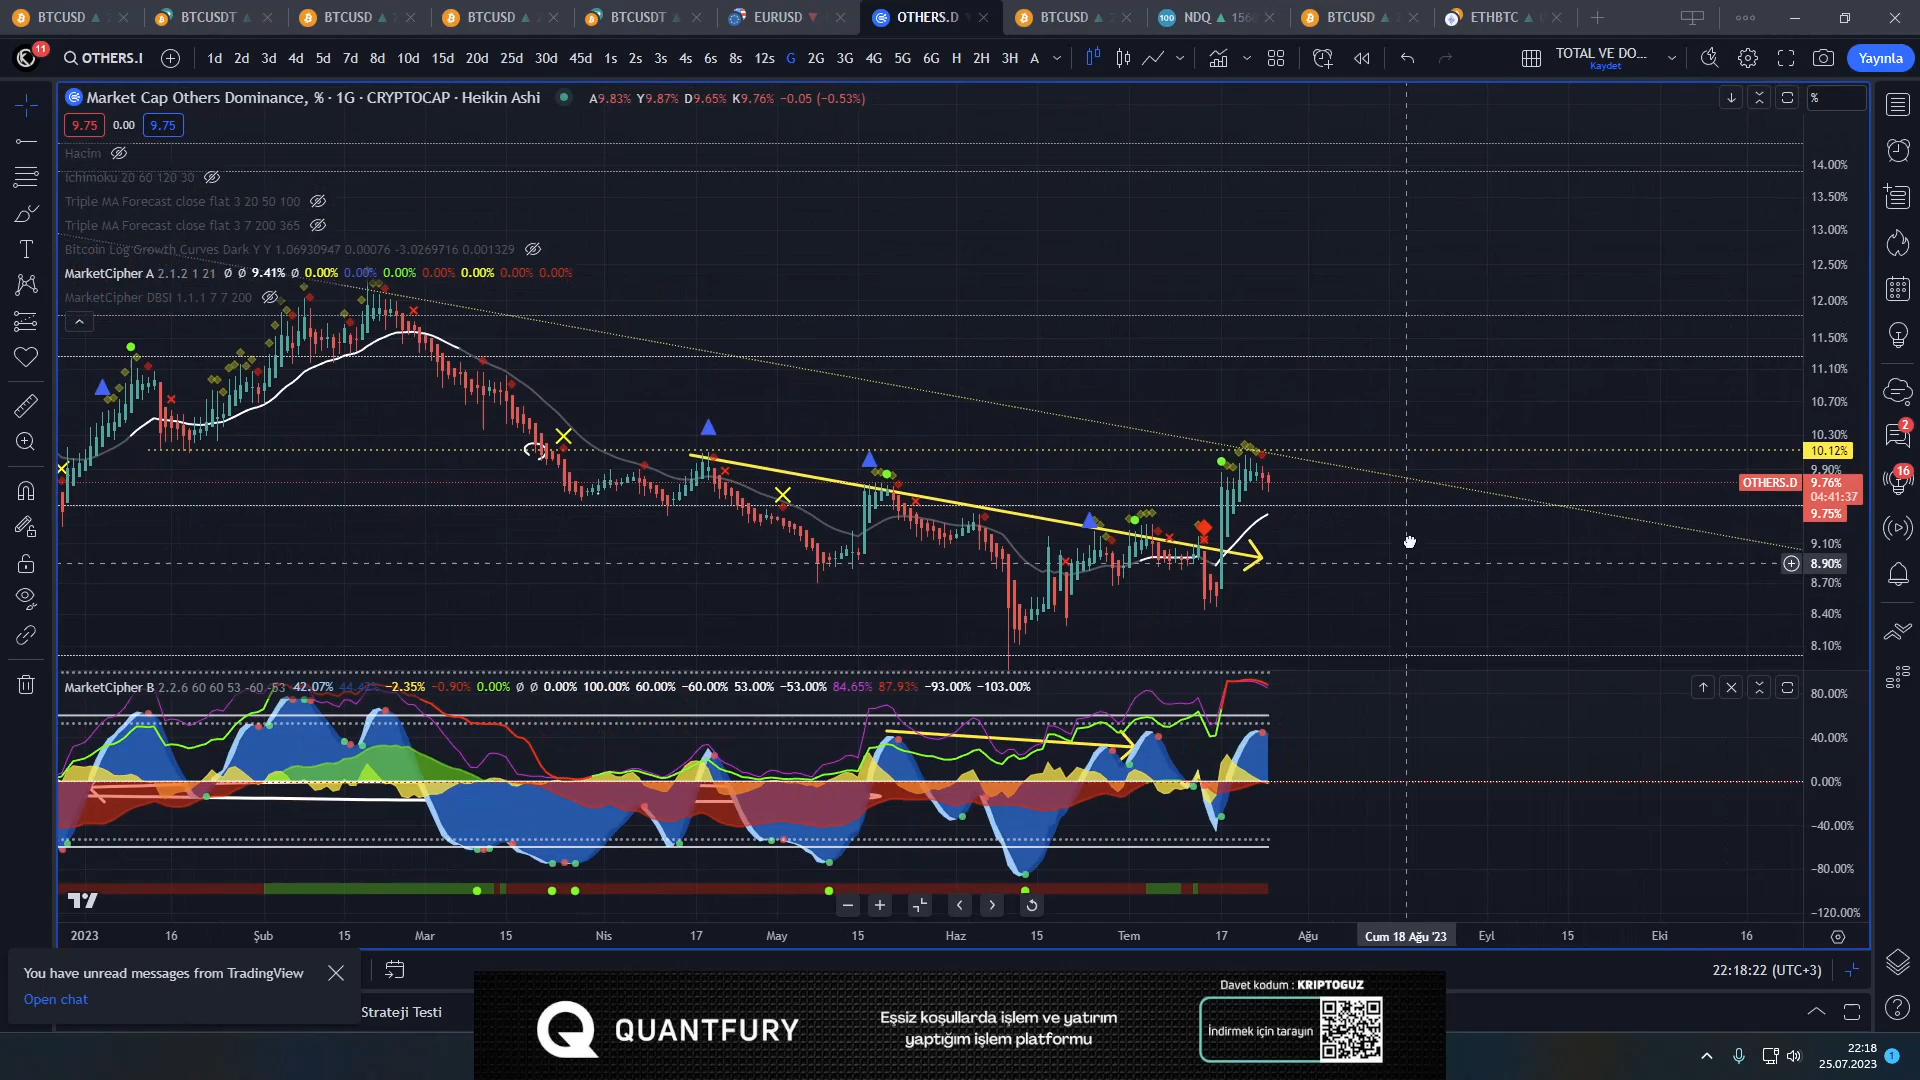 BTCUSD
BTCUSDT
BTCUSD
BTCUSD
BTCUSDT
EURUSD
OTHERS.D
BTCUSD
NDQ
BTCUSD
ETHBTC
11
OTHERS.I
1d 2d 3d 4d 5d 7d 8d 10d 15d 20d 25d 30d 45d 1s 2s 3s 4s 6s 8s 12s G 2G 3G 4G 5G 6G H 2H 3H A
TOTAL VE DO...
Kaydet
Yayınla
Market Cap Others Dominance, % · 1G · CRYPTOCAP · Heikin Ashi
A9.83% Y9.87% D9.65% K9.76% −0.05 (−0.53%)
%
9.75 0.00 9.75
Hacim
Ichimoku 20 60 120 30
Triple MA Forecast close flat 3 20 50 100
Triple MA Forecast close flat 3 7 200 365
Bitcoin Log Growth Curves Dark Y Y 1.06930947 0.00076 -3.0269716 0.001329
MarketCipher A 2.1.2 1 21 ∅ ∅ 9.41% ∅ 0.00% 0.00% 0.00% 0.00% 0.00% 0.00% 0.00%
MarketCipher DBSI 1.1.1 7 7 200
14.00%
13.50%
13.00%
12.50%
12.00%
11.50%
11.10%
10.70%
10.30%
10.12%
9.90%
OTHERS.D 9.76%
04:41:37
9.75%
9.10%
8.90%
8.70%
8.40%
8.10%
2
16
MarketCipher B 2.2.6 60 60 53 -60 -53 42.07% 44.42% −2.35% −0.90% 0.00% ∅ ∅ 0.00% 100.00% 60.00% −60.00% 53.00% −53.00% 84.65% 87.93% −93.00% −103.00%
80.00%
40.00%
0.00%
−40.00%
−80.00%
−120.00%
2023 16 Şub 15 Mar 15 Nis 17 May 15 Haz 15 Tem 17 Ağu Cum 18 Ağu '23 Eyl 15 Eki 16
You have unread messages from TradingView
Open chat
22:18:22 (UTC+3)
Strateji Testi
QUANTFURY
Eşsiz koşullarda işlem ve yatırım
yaptığım işlem platformu
Davet kodum : KRIPTOGUZ
İndirmek için tarayın
22:18
25.07.2023
1